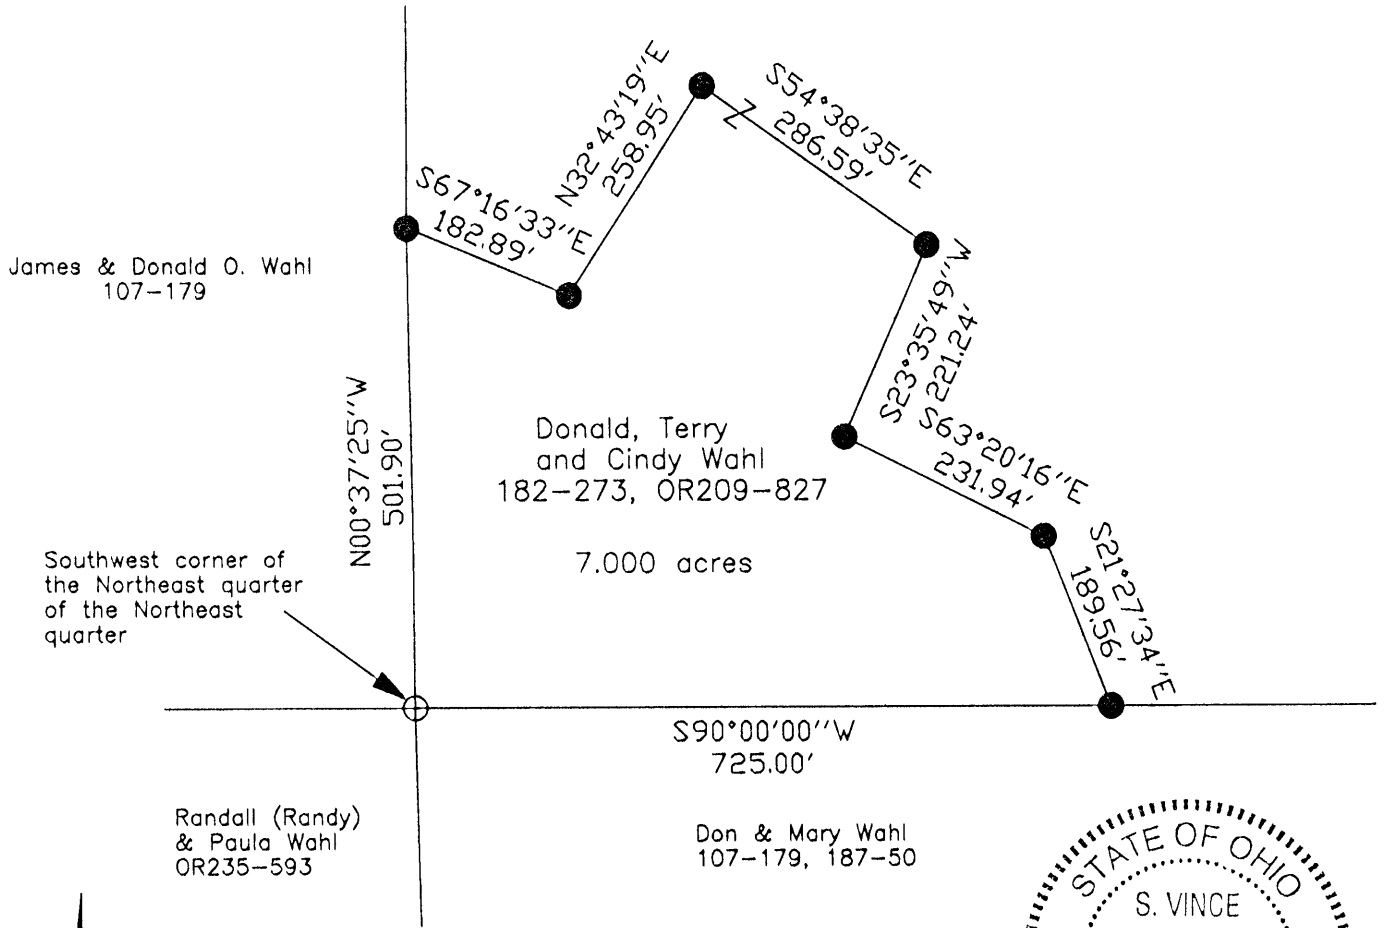 N32°43'19''E
258.95'
S54°38'35''E
286.59'
Z
S67°16'33''E
182.89'
James & Donald O. Wahl
107-179
S23°35'49''W
221.24'
N00°37'25''W
501.90'
Donald, Terry
and Cindy Wahl
182-273, OR209-827
7.000 acres
S63°20'16''E
231.94'
S21°27'34''E
189.56'
Southwest corner of
the Northeast quarter
of the Northeast
quarter
S90°00'00''W
725.00'
Randall (Randy)
& Paula Wahl
OR235-593
Don & Mary Wahl
107-179, 187-50
STATE OF OHIO
S. VINCE